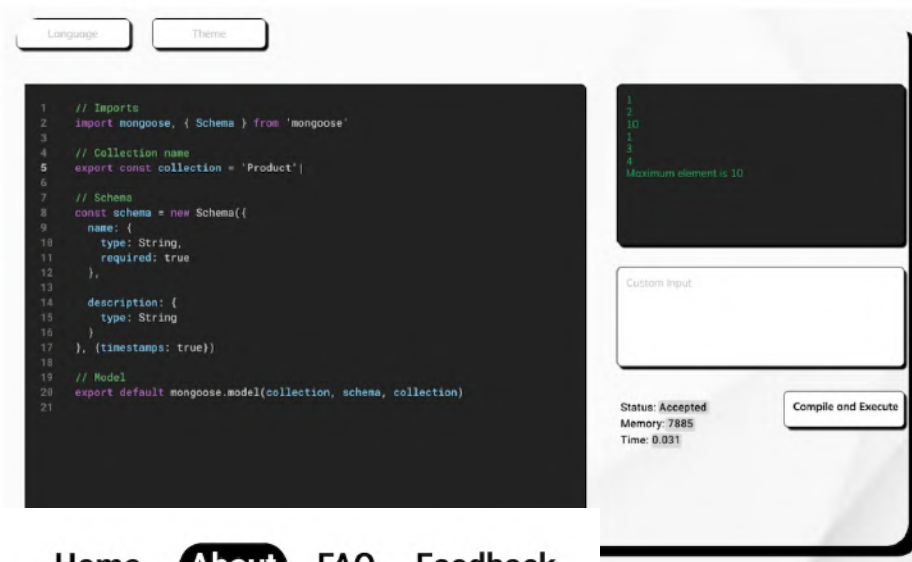 Language Theme
1 // Imports
2 import mongoose, { Schema } from 'mongoose'
3
4 // Collection name
5 export const collection = 'Product'
6
7 // Schema
8 const schema = new Schema({
9 name: {
10 type: String,
11 required: true
12 },
13
14 description: {
15 type: String
16 }
17 }, {timestamps: true})
18
19 // Model
20 export default mongoose.model(collection, schema, collection)
21
1
2
10
1
3
4
Maximum element is 10
Custom Input
Status: Accepted
Memory: 7885
Time: 0.031
Compile and Execute
Home About FAQ Feedback